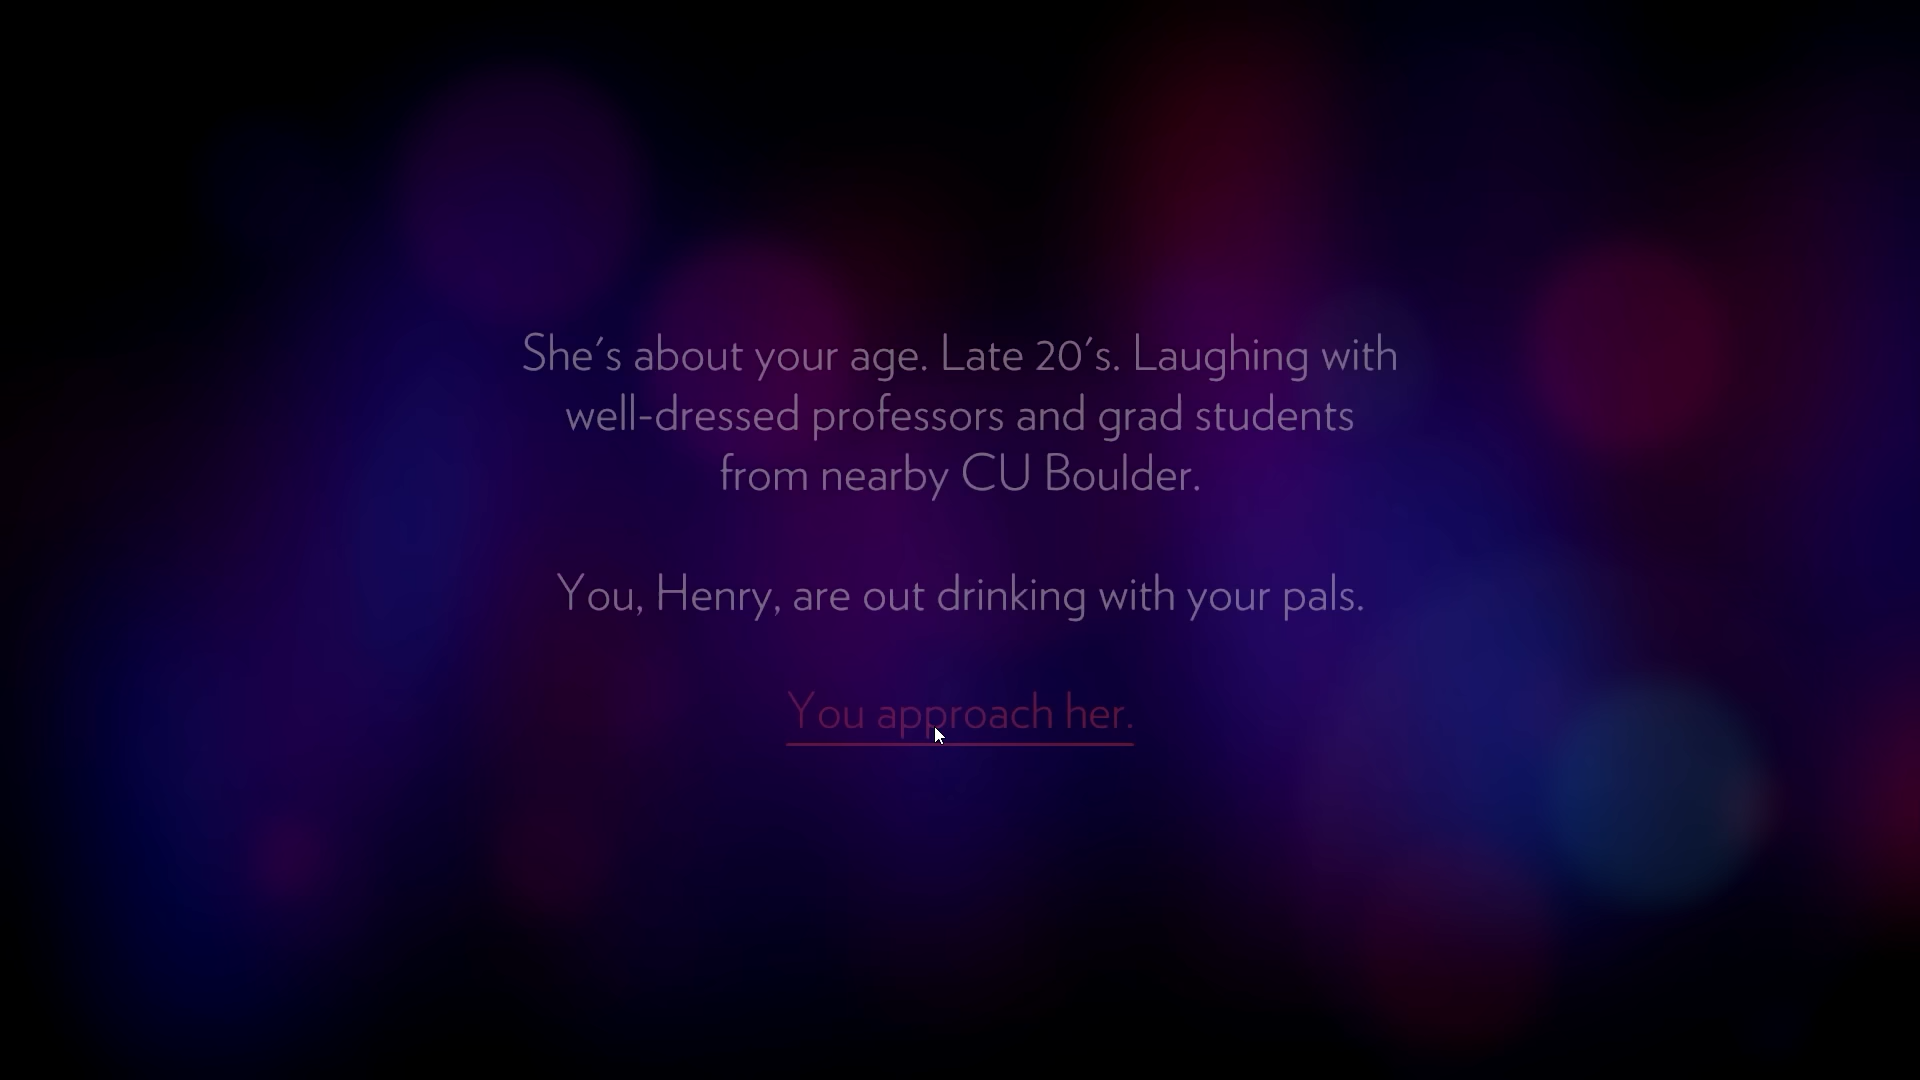 She's about your age. Late 20's. Laughing with
well-dressed professors and grad students
from nearby CU Boulder.
You, Henry, are out drinking with your pals.
You approach her.